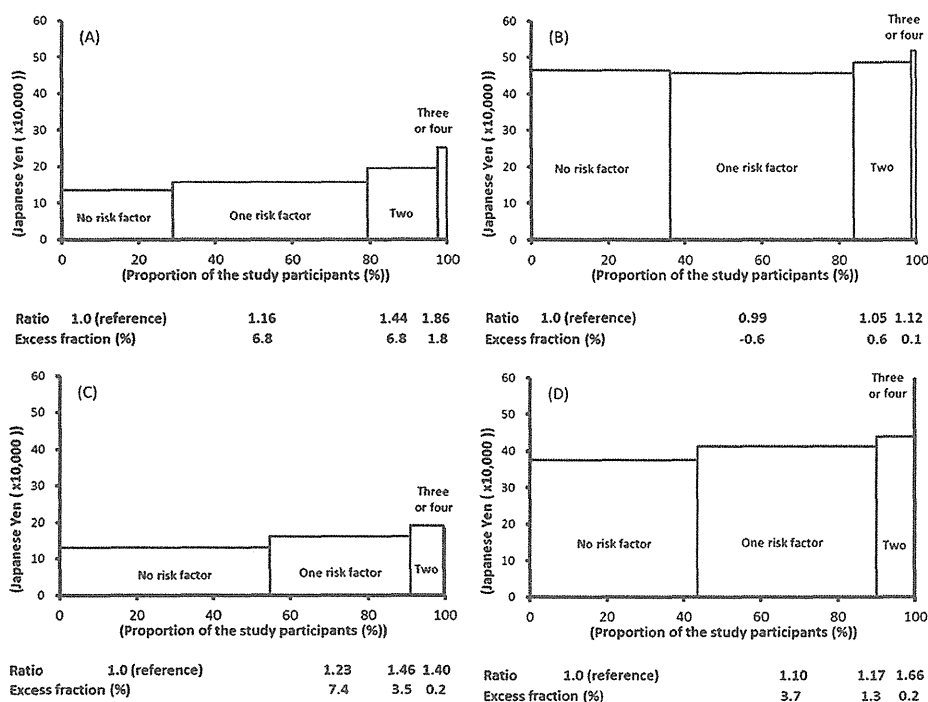 (A)
(Japanese Yen ( x10,000 ))
60
50
40
30
20
10
0
Three
or four
No risk factor
One risk factor
Two
0 20 40 60 80 100
(Proportion of the study participants (%))
Ratio 1.0 (reference) 1.16 1.44 1.86
Excess fraction (%) 6.8 6.8 1.8
(B)
(Japanese Yen ( x10,000 ))
60
50
40
30
20
10
0
Three
or four
No risk factor
One risk factor
Two
0 20 40 60 80 100
(Proportion of the study participants (%))
Ratio 1.0 (reference) 0.99 1.05 1.12
Excess fraction (%) -0.6 0.6 0.1
(C)
(Japanese Yen ( x10,000 ))
60
50
40
30
20
10
0
Three
or four
No risk factor
One risk factor
Two
0 20 40 60 80 100
(Proportion of the study participants (%))
Ratio 1.0 (reference) 1.23 1.46 1.40
Excess fraction (%) 7.4 3.5 0.2
(D)
(Japanese Yen ( x10,000 ))
60
50
40
30
20
10
0
Three
or four
No risk factor
One risk factor
Two
0 20 40 60 80 100
(Proportion of the study participants (%))
Ratio 1.0 (reference) 1.10 1.17 1.66
Excess fraction (%) 3.7 1.3 0.2